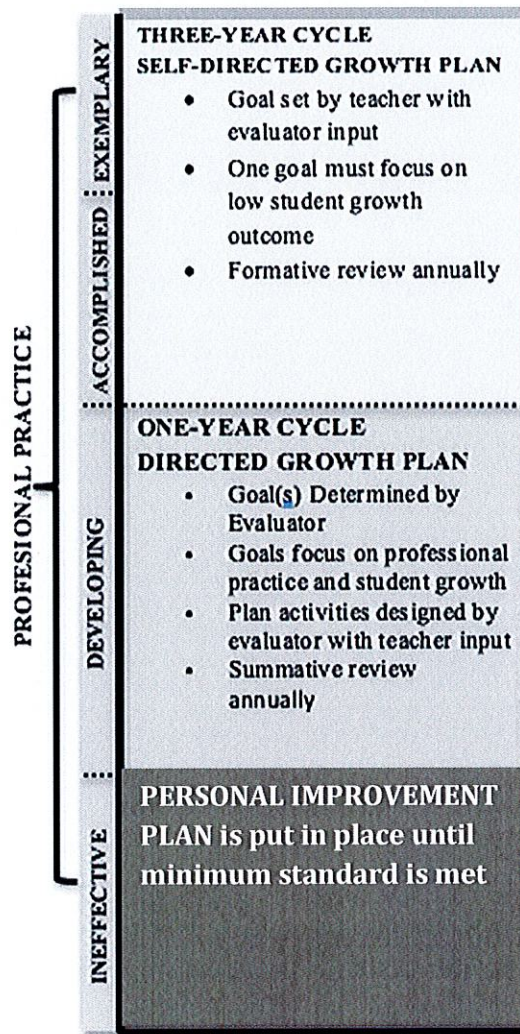 PROFESIONAL PRACTICE
EXEMPLARY
ACCOMPLISHED
DEVELOPING
INEFFECTIVE
THREE-YEAR CYCLE
SELF-DIRECTED GROWTH PLAN
• Goal set by teacher with
evaluator input
• One goal must focus on
low student growth
outcome
• Formative review annually
ONE-YEAR CYCLE
DIRECTED GROWTH PLAN
• Goal(s) Determined by
Evaluator
• Goals focus on professional
practice and student growth
• Plan activities designed by
evaluator with teacher input
• Summative review
annually
PERSONAL IMPROVEMENT
PLAN is put in place until
minimum standard is met